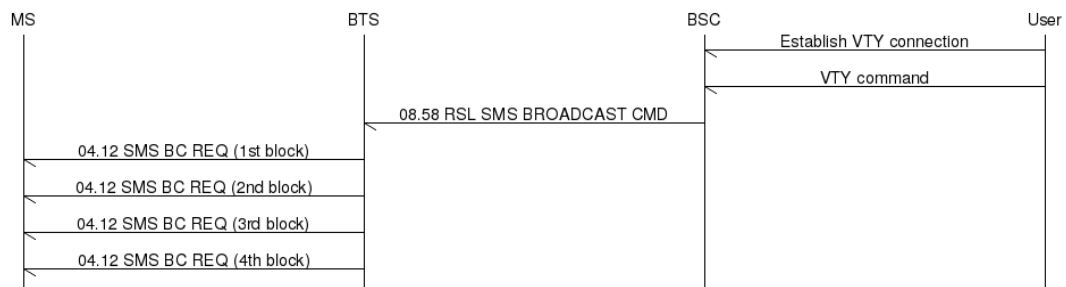 MS BTS BSC User
Establish VTY connection
VTY command
08.58 RSL SMS BROADCAST CMD
04.12 SMS BC REQ (1st block)
04.12 SMS BC REQ (2nd block)
04.12 SMS BC REQ (3rd block)
04.12 SMS BC REQ (4th block)